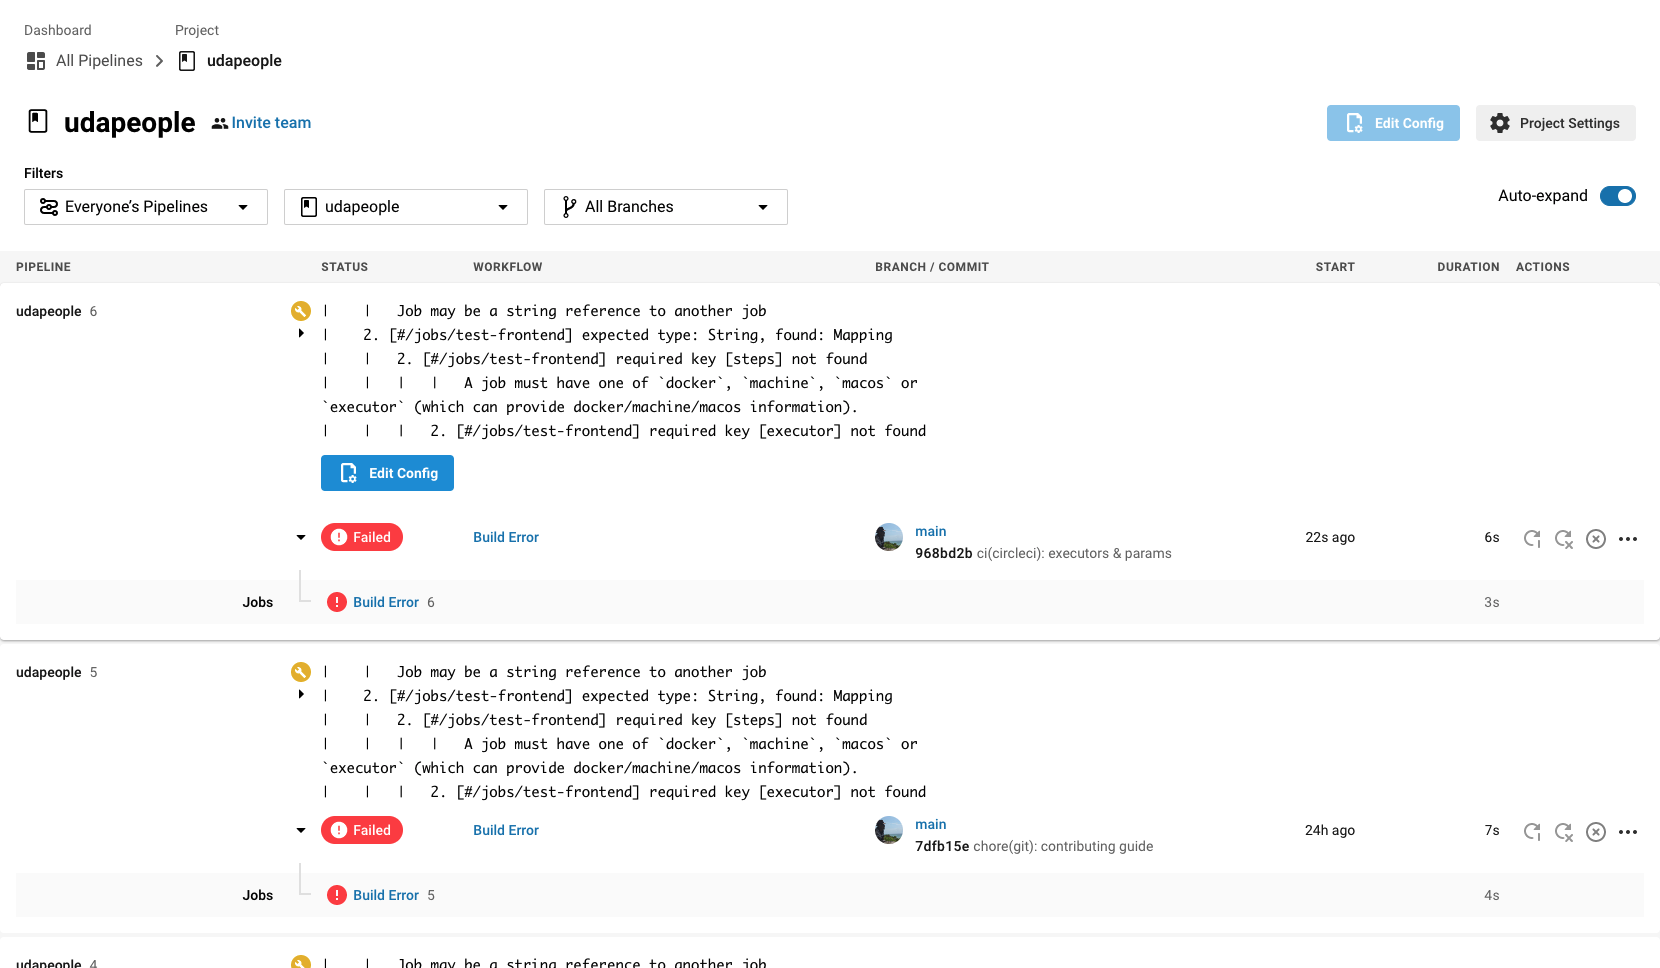 Dashboard Project
All Pipelines udapeople
udapeople Invite team Edit Config Project Settings
Filters
Everyone’s Pipelines udapeople All Branches Auto-expand
PIPELINE STATUS WORKFLOW BRANCH / COMMIT START DURATION ACTIONS
udapeople 6 | | Job may be a string reference to another job
| 2. [#/jobs/test-frontend] expected type: String, found: Mapping
| | 2. [#/jobs/test-frontend] required key [steps] not found
| | | | A job must have one of `docker`, `machine`, `macos` or
`executor` (which can provide docker/machine/macos information).
| | | 2. [#/jobs/test-frontend] required key [executor] not found
Edit Config
Failed Build Error main 22s ago 6s
968bd2b ci(circleci): executors & params
Jobs Build Error 6 3s
udapeople 5 | | Job may be a string reference to another job
| 2. [#/jobs/test-frontend] expected type: String, found: Mapping
| | 2. [#/jobs/test-frontend] required key [steps] not found
| | | | A job must have one of `docker`, `machine`, `macos` or
`executor` (which can provide docker/machine/macos information).
| | | 2. [#/jobs/test-frontend] required key [executor] not found
Failed Build Error main 24h ago 7s
7dfb15e chore(git): contributing guide
Jobs Build Error 5 4s
udapeople 4 | | Job may be a string reference to another job